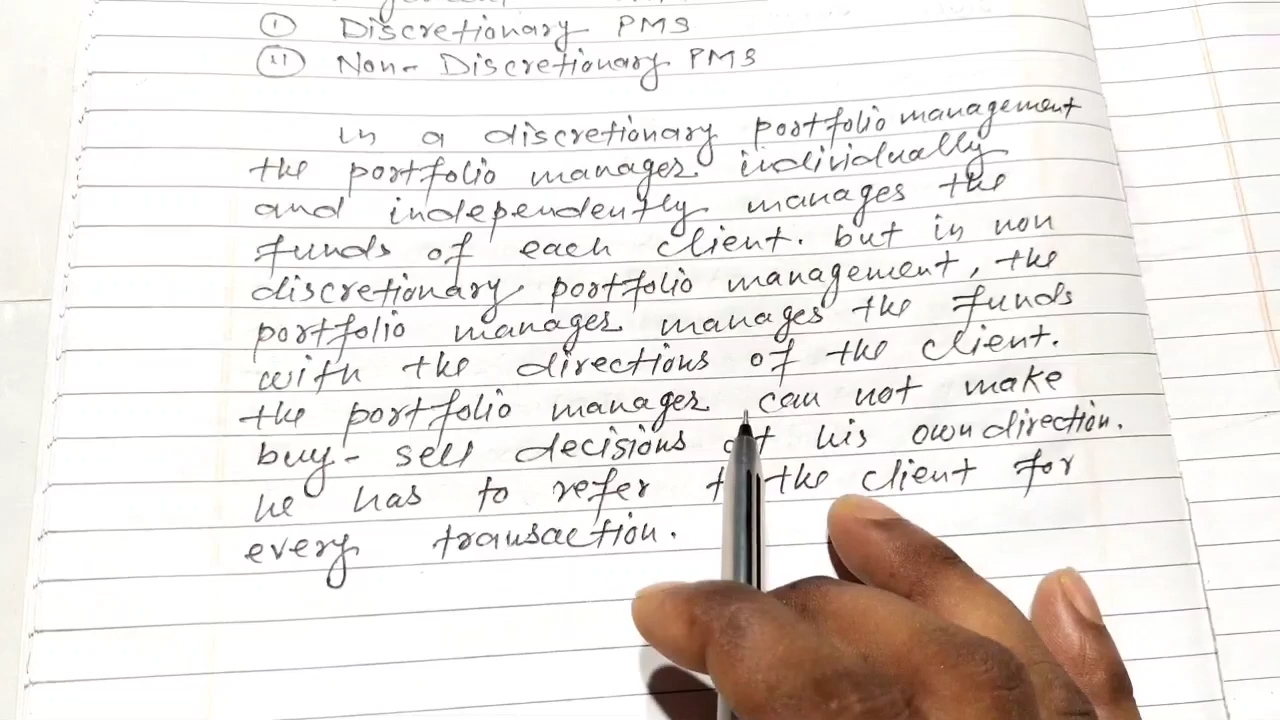 ① Discretionary PMS
② Non- Discretionary PMS
in a discretionary portfolio management
the portfolio manager individually
and independently manages the
funds of each client. but in non
discretionary portfolio management, the
portfolio manager manages the funds
with the directions of the client.
the portfolio manager can not make
buy- sell decisions at his own direction.
he has to refer the client for
every transaction.